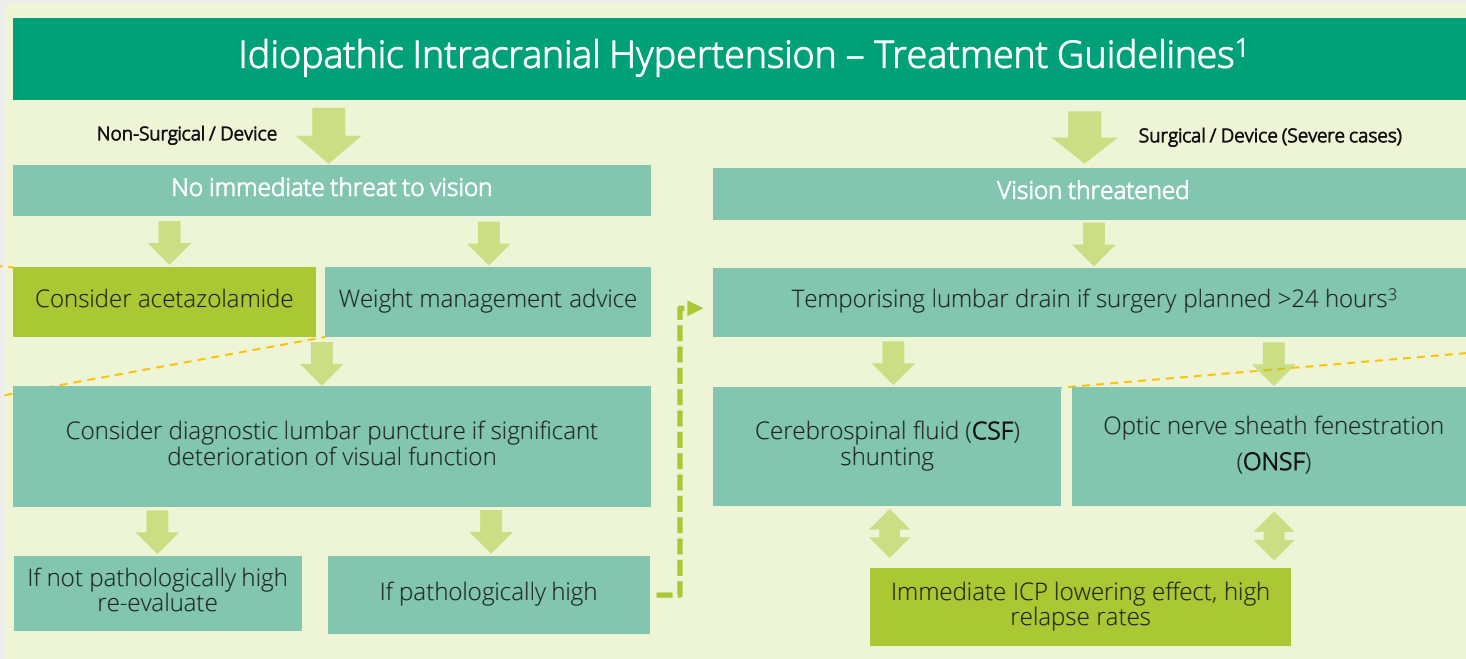 Idiopathic Intracranial Hypertension – Treatment Guidelines¹
Non-Surgical / Device
Surgical / Device (Severe cases)
No immediate threat to vision
Vision threatened
Consider acetazolamide
Weight management advice
Temporising lumbar drain if surgery planned >24 hours³
Consider diagnostic lumbar puncture if significant
deterioration of visual function
Cerebrospinal fluid (CSF)
shunting
Optic nerve sheath fenestration
(ONSF)
If not pathologically high
re-evaluate
If pathologically high
Immediate ICP lowering effect, high
relapse rates